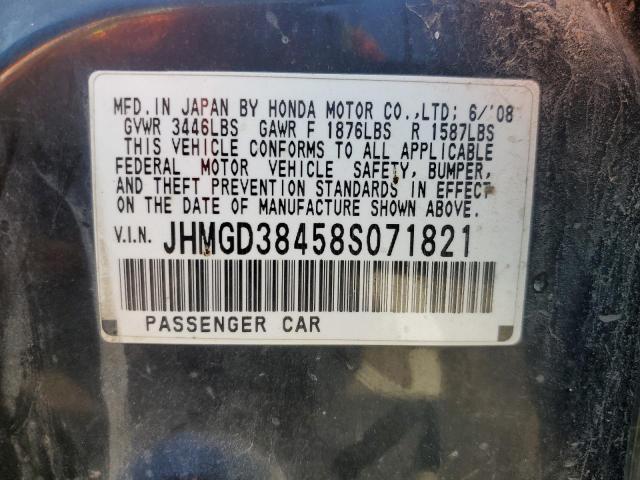 MFD.IN JAPAN BY HONDA MOTOR CO.,LTD; 6/'08
GVWR 3446LBS GAWR F 1876LBS R 1587LBS
THIS VEHICLE CONFORMS TO ALL APPLICABLE
FEDERAL MOTOR VEHICLE SAFETY, BUMPER,
AND THEFT PREVENTION STANDARDS IN EFFECT
ON THE DATE OF MANUFACTURE SHOWN ABOVE.
V.I.N. JHMGD38458S071821
PASSENGER CAR